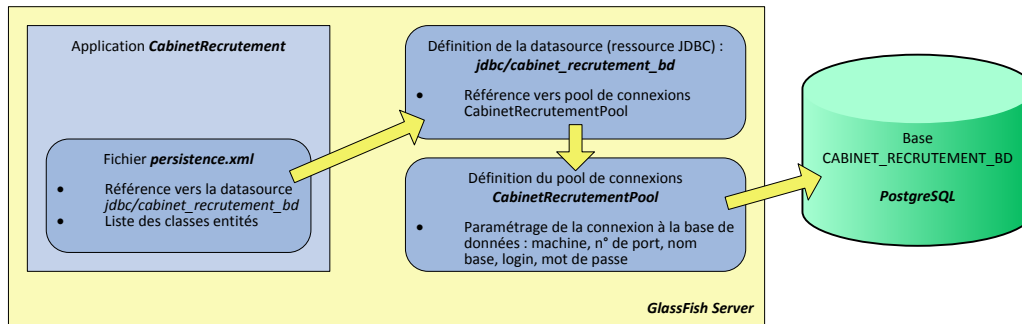 Application CabinetRecrutement
Fichier persistence.xml
• Référence vers la datasource
jdbc/cabinet_recrutement_bd
• Liste des classes entités
Définition de la datasource (ressource JDBC) :
jdbc/cabinet_recrutement_bd
• Référence vers pool de connexions
CabinetRecrutementPool
Définition du pool de connexions
CabinetRecrutementPool
• Paramétrage de la connexion à la base de
données : machine, n° de port, nom
base, login, mot de passe
GlassFish Server
Base
CABINET_RECRUTEMENT_BD
PostgreSQL